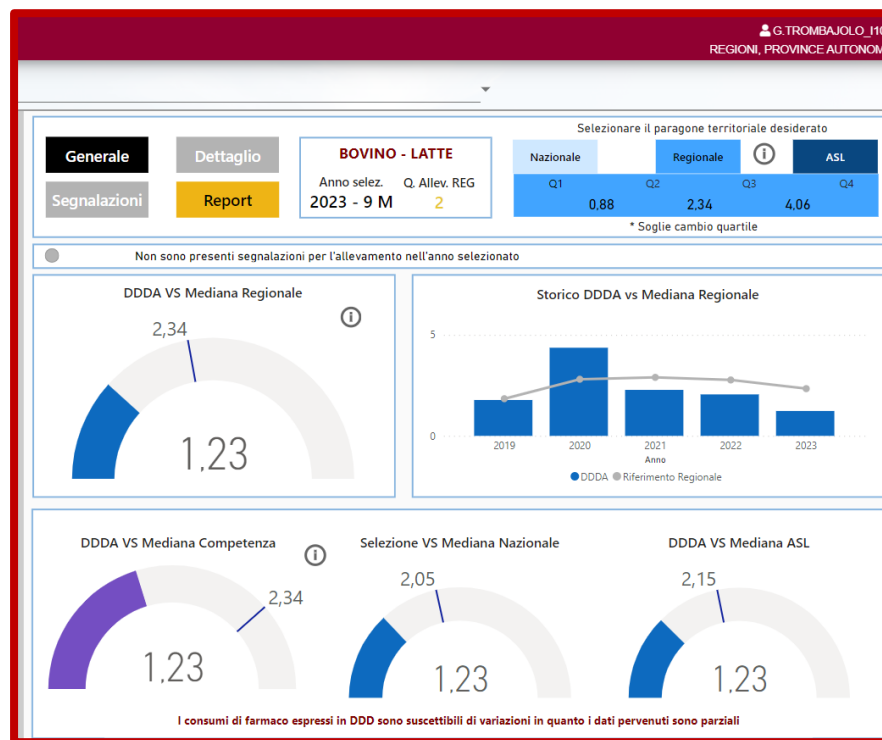 G.TROMBAJOLO_I10
REGIONI, PROVINCE AUTONOM
Generale
Dettaglio
Segnalazioni
Report
BOVINO - LATTE
Anno selez. Q. Allev. REG
2023 - 9 M 2
Selezionare il paragone territoriale desiderato
Nazionale Regionale ASL
Q1 Q2 Q3 Q4
0,88 2,34 4,06
* Soglie cambio quartile
Non sono presenti segnalazioni per l'allevamento nell'anno selezionato
DDDA VS Mediana Regionale
2,34
1,23
Storico DDDA vs Mediana Regionale
5
0
2019 2020 2021 2022 2023
Anno
DDDA Riferimento Regionale
DDDA VS Mediana Competenza
2,34
1,23
Selezione VS Mediana Nazionale
2,05
1,23
DDDA VS Mediana ASL
2,15
1,23
I consumi di farmaco espressi in DDD sono suscettibili di variazioni in quanto i dati pervenuti sono parziali